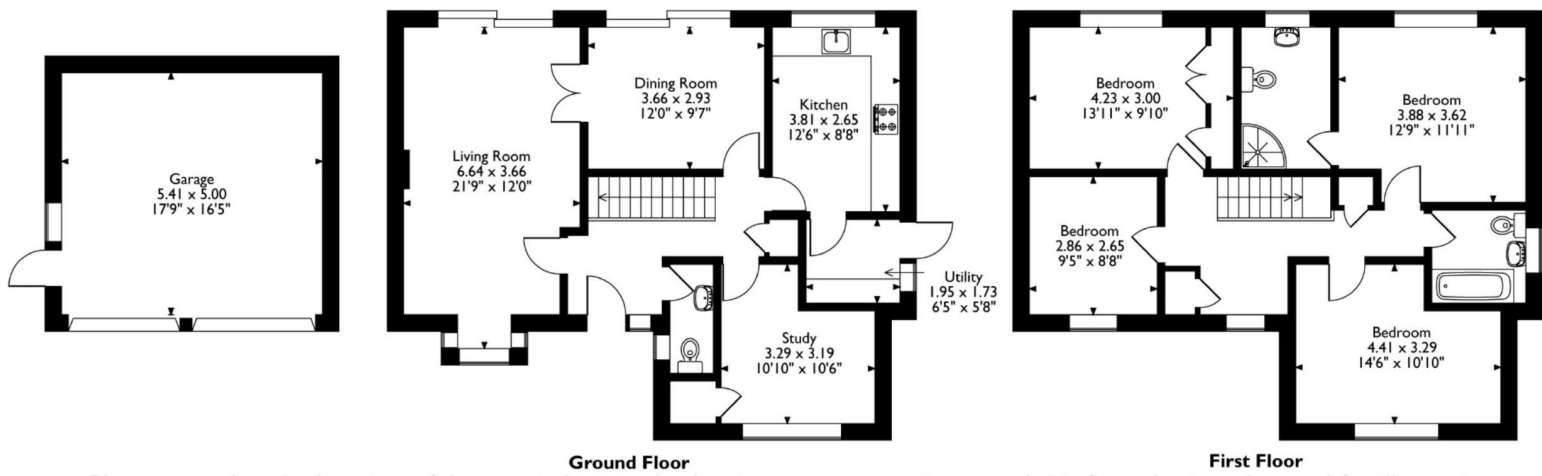 Garage
5.41 x 5.00
17'9" x 16'5"
Living Room
6.64 x 3.66
21'9" x 12'0"
Dining Room
3.66 x 2.93
12'0" x 9'7"
Kitchen
3.81 x 2.65
12'6" x 8'8"
Utility
1.95 x 1.73
6'5" x 5'8"
Study
3.29 x 3.19
10'10" x 10'6"
Ground Floor
Bedroom
4.23 x 3.00
13'11" x 9'10"
Bedroom
3.88 x 3.62
12'9" x 11'11"
Bedroom
2.86 x 2.65
9'5" x 8'8"
Bedroom
4.41 x 3.29
14'6" x 10'10"
First Floor